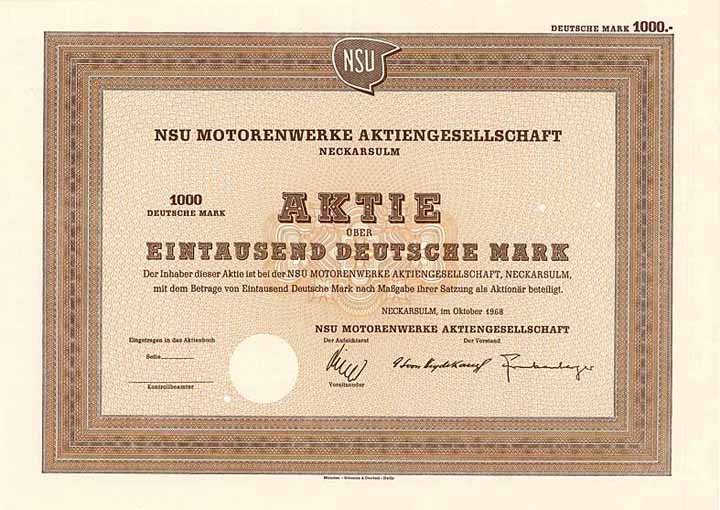 DEUTSCHE MARK 1000.-
NSU
NSU MOTORENWERKE AKTIENGESELLSCHAFT
NECKARSULM
1000
DEUTSCHE MARK
AKTIE
ÜBER
EINTAUSEND DEUTSCHE MARK
Der Inhaber dieser Aktie ist bei der NSU MOTORENWERKE AKTIENGESELLSCHAFT, NECKARSULM,
mit dem Betrage von Eintausend Deutsche Mark nach Maßgabe ihrer Satzung als Aktionär beteiligt.
NECKARSULM, im Oktober 1968
NSU MOTORENWERKE AKTIENGESELLSCHAFT
Eingetragen in das Aktienbuch
Der Aufsichtsrat
Der Vorstand
Seite
Kontrollbeamter
Vorsitzender